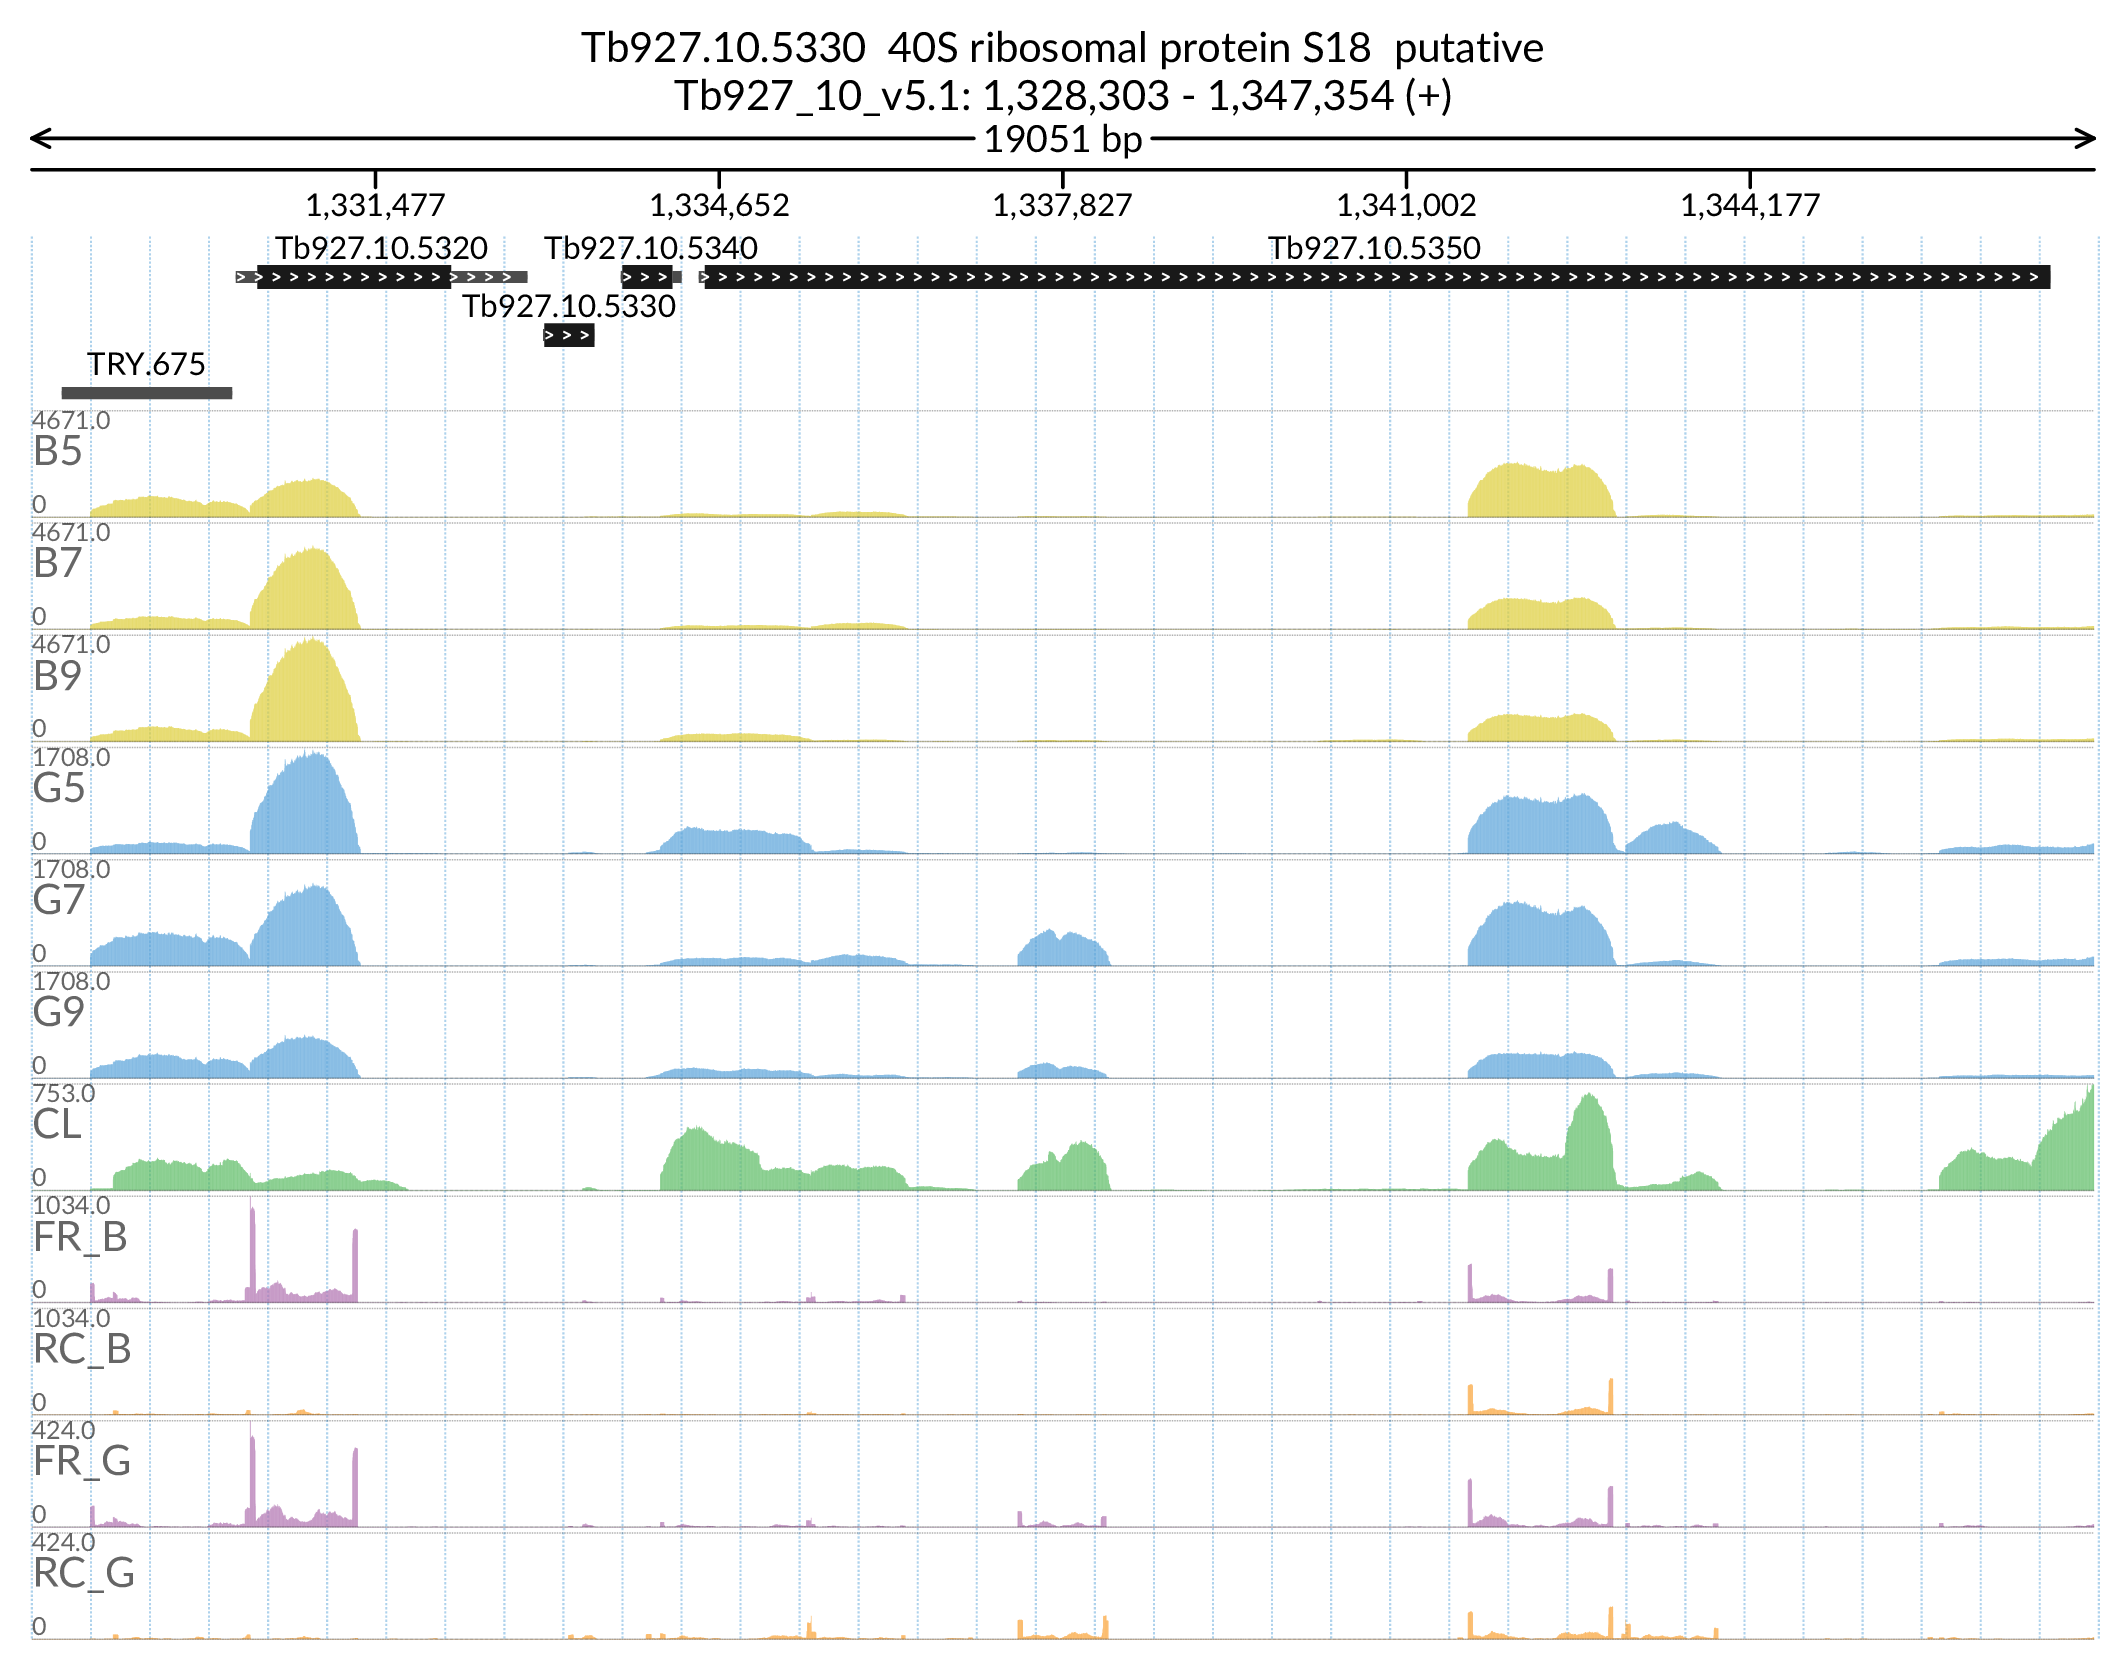 Tb927.10.5330  40S ribosomal protein S18  putative
Tb927_10_v5.1: 1,328,303 - 1,347,354 (+)
19051 bp
1,331,477 1,334,652 1,337,827 1,341,002 1,344,177
Tb927.10.5320 Tb927.10.5340 Tb927.10.5350
Tb927.10.5330
TRY.675
4671.0
B5
0
4671.0
B7
0
4671.0
B9
0
1708.0
G5
0
1708.0
G7
0
1708.0
G9
0
753.0
CL
0
1034.0
FR_B
0
1034.0
RC_B
0
424.0
FR_G
0
424.0
RC_G
0